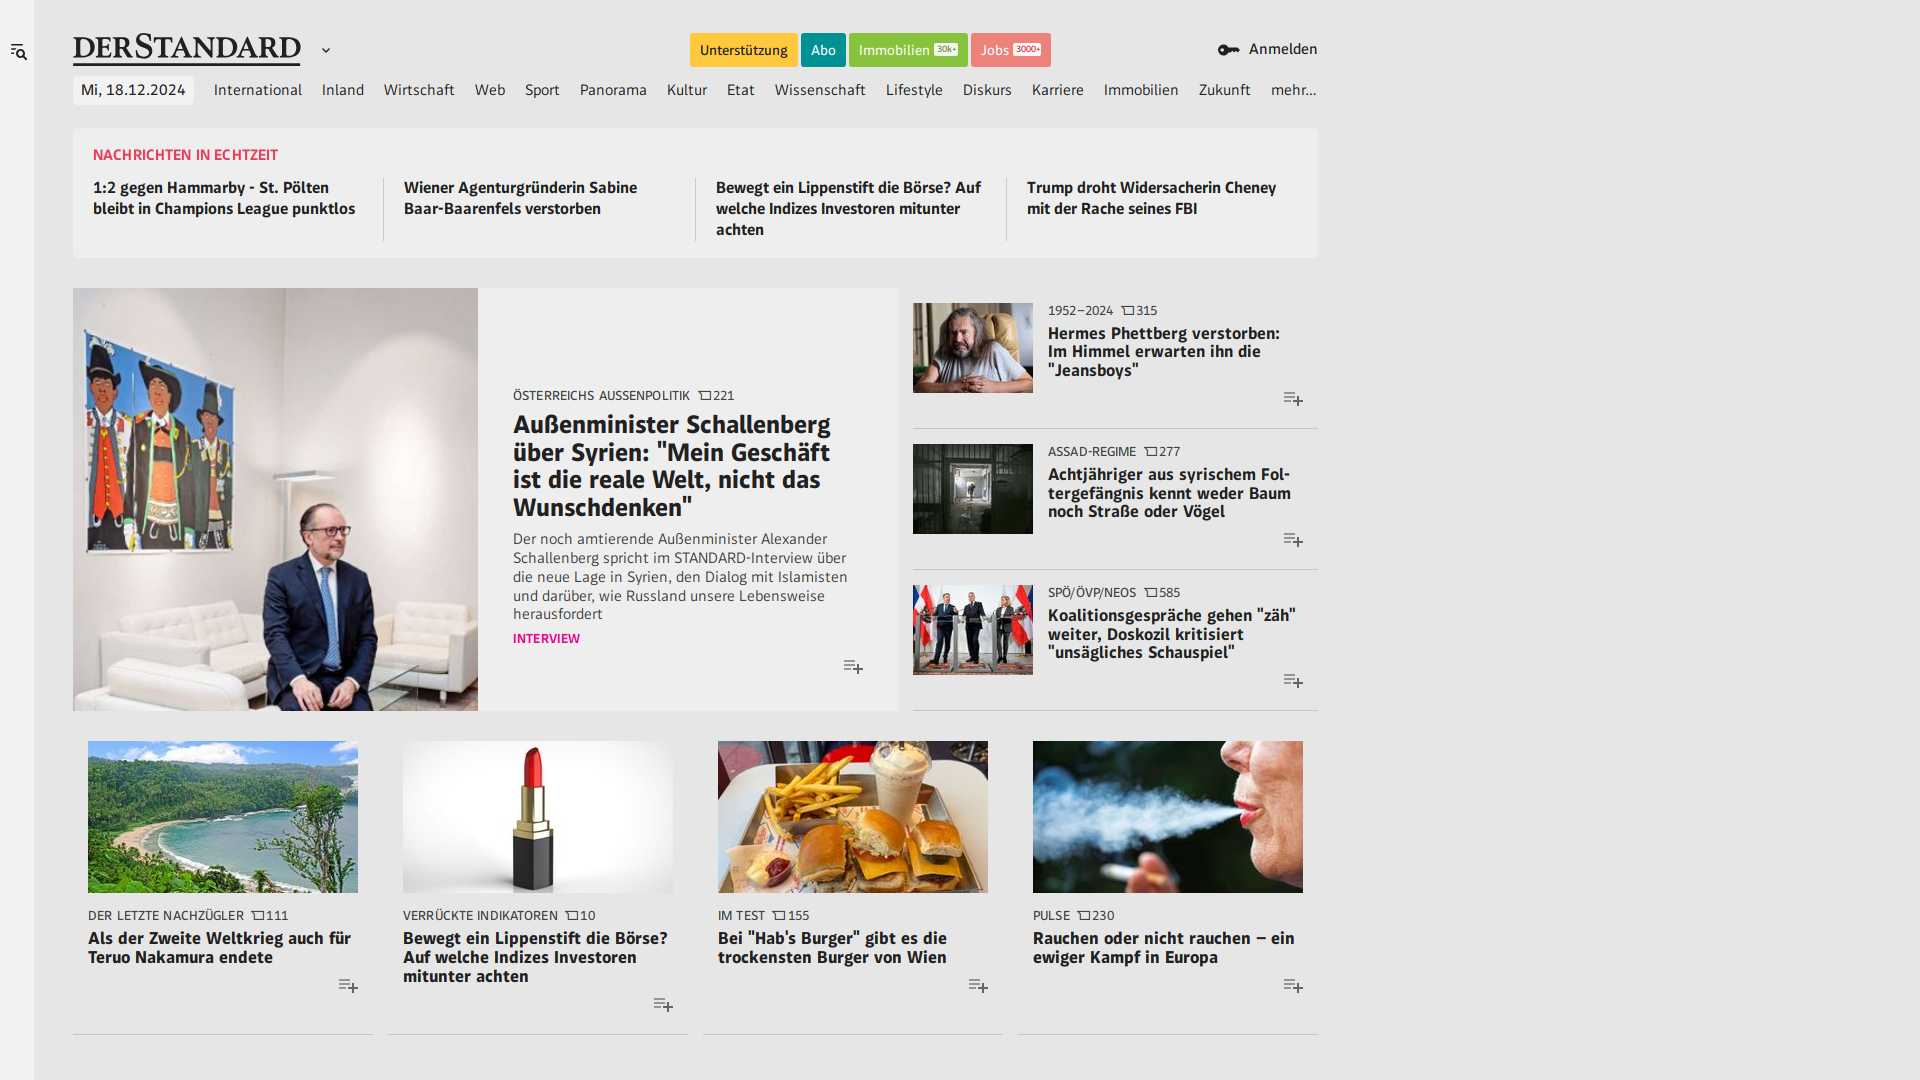 DERSTANDARD
Unterstützung
Abo
Immobilien 30k+
Jobs 3000+
Anmelden
Mi, 18.12.2024
International
Inland
Wirtschaft
Web
Sport
Panorama
Kultur
Etat
Wissenschaft
Lifestyle
Diskurs
Karriere
Immobilien
Zukunft
mehr...
NACHRICHTEN IN ECHTZEIT
1:2 gegen Hammarby - St. Pölten
bleibt in Champions League punktlos
Wiener Agenturgründerin Sabine
Baar-Baarenfels verstorben
Bewegt ein Lippenstift die Börse? Auf
welche Indizes Investoren mitunter
achten
Trump droht Widersacherin Cheney
mit der Rache seines FBI
ÖSTERREICHS AUSSENPOLITIK 221
Außenminister Schallenberg
über Syrien: "Mein Geschäft
ist die reale Welt, nicht das
Wunschdenken"
Der noch amtierende Außenminister Alexander
Schallenberg spricht im STANDARD-Interview über
die neue Lage in Syrien, den Dialog mit Islamisten
und darüber, wie Russland unsere Lebensweise
herausfordert
INTERVIEW
1952–2024 315
Hermes Phettberg verstorben:
Im Himmel erwarten ihn die
"Jeansboys"
ASSAD-REGIME 277
Achtjähriger aus syrischem Fol-
tergefängnis kennt weder Baum
noch Straße oder Vögel
SPÖ/ÖVP/NEOS 585
Koalitionsgespräche gehen "zäh"
weiter, Doskozil kritisiert
"unsägliches Schauspiel"
DER LETZTE NACHZÜGLER 111
Als der Zweite Weltkrieg auch für
Teruo Nakamura endete
VERRÜCKTE INDIKATOREN 10
Bewegt ein Lippenstift die Börse?
Auf welche Indizes Investoren
mitunter achten
IM TEST 155
Bei "Hab's Burger" gibt es die
trockensten Burger von Wien
PULSE 230
Rauchen oder nicht rauchen – ein
ewiger Kampf in Europa